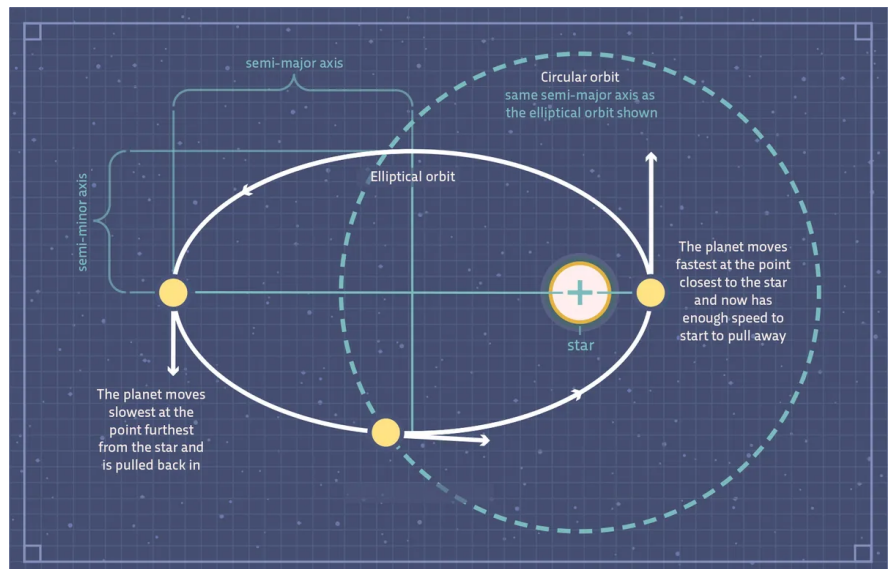 semi-major axis
Circular orbit
same semi-major axis as
the elliptical orbit shown
Elliptical orbit
semi-minor axis
The planet moves
fastest at the point
closest to the star
and now has
enough speed to
start to pull away
star
The planet moves
slowest at the
point furthest
from the star and
is pulled back in